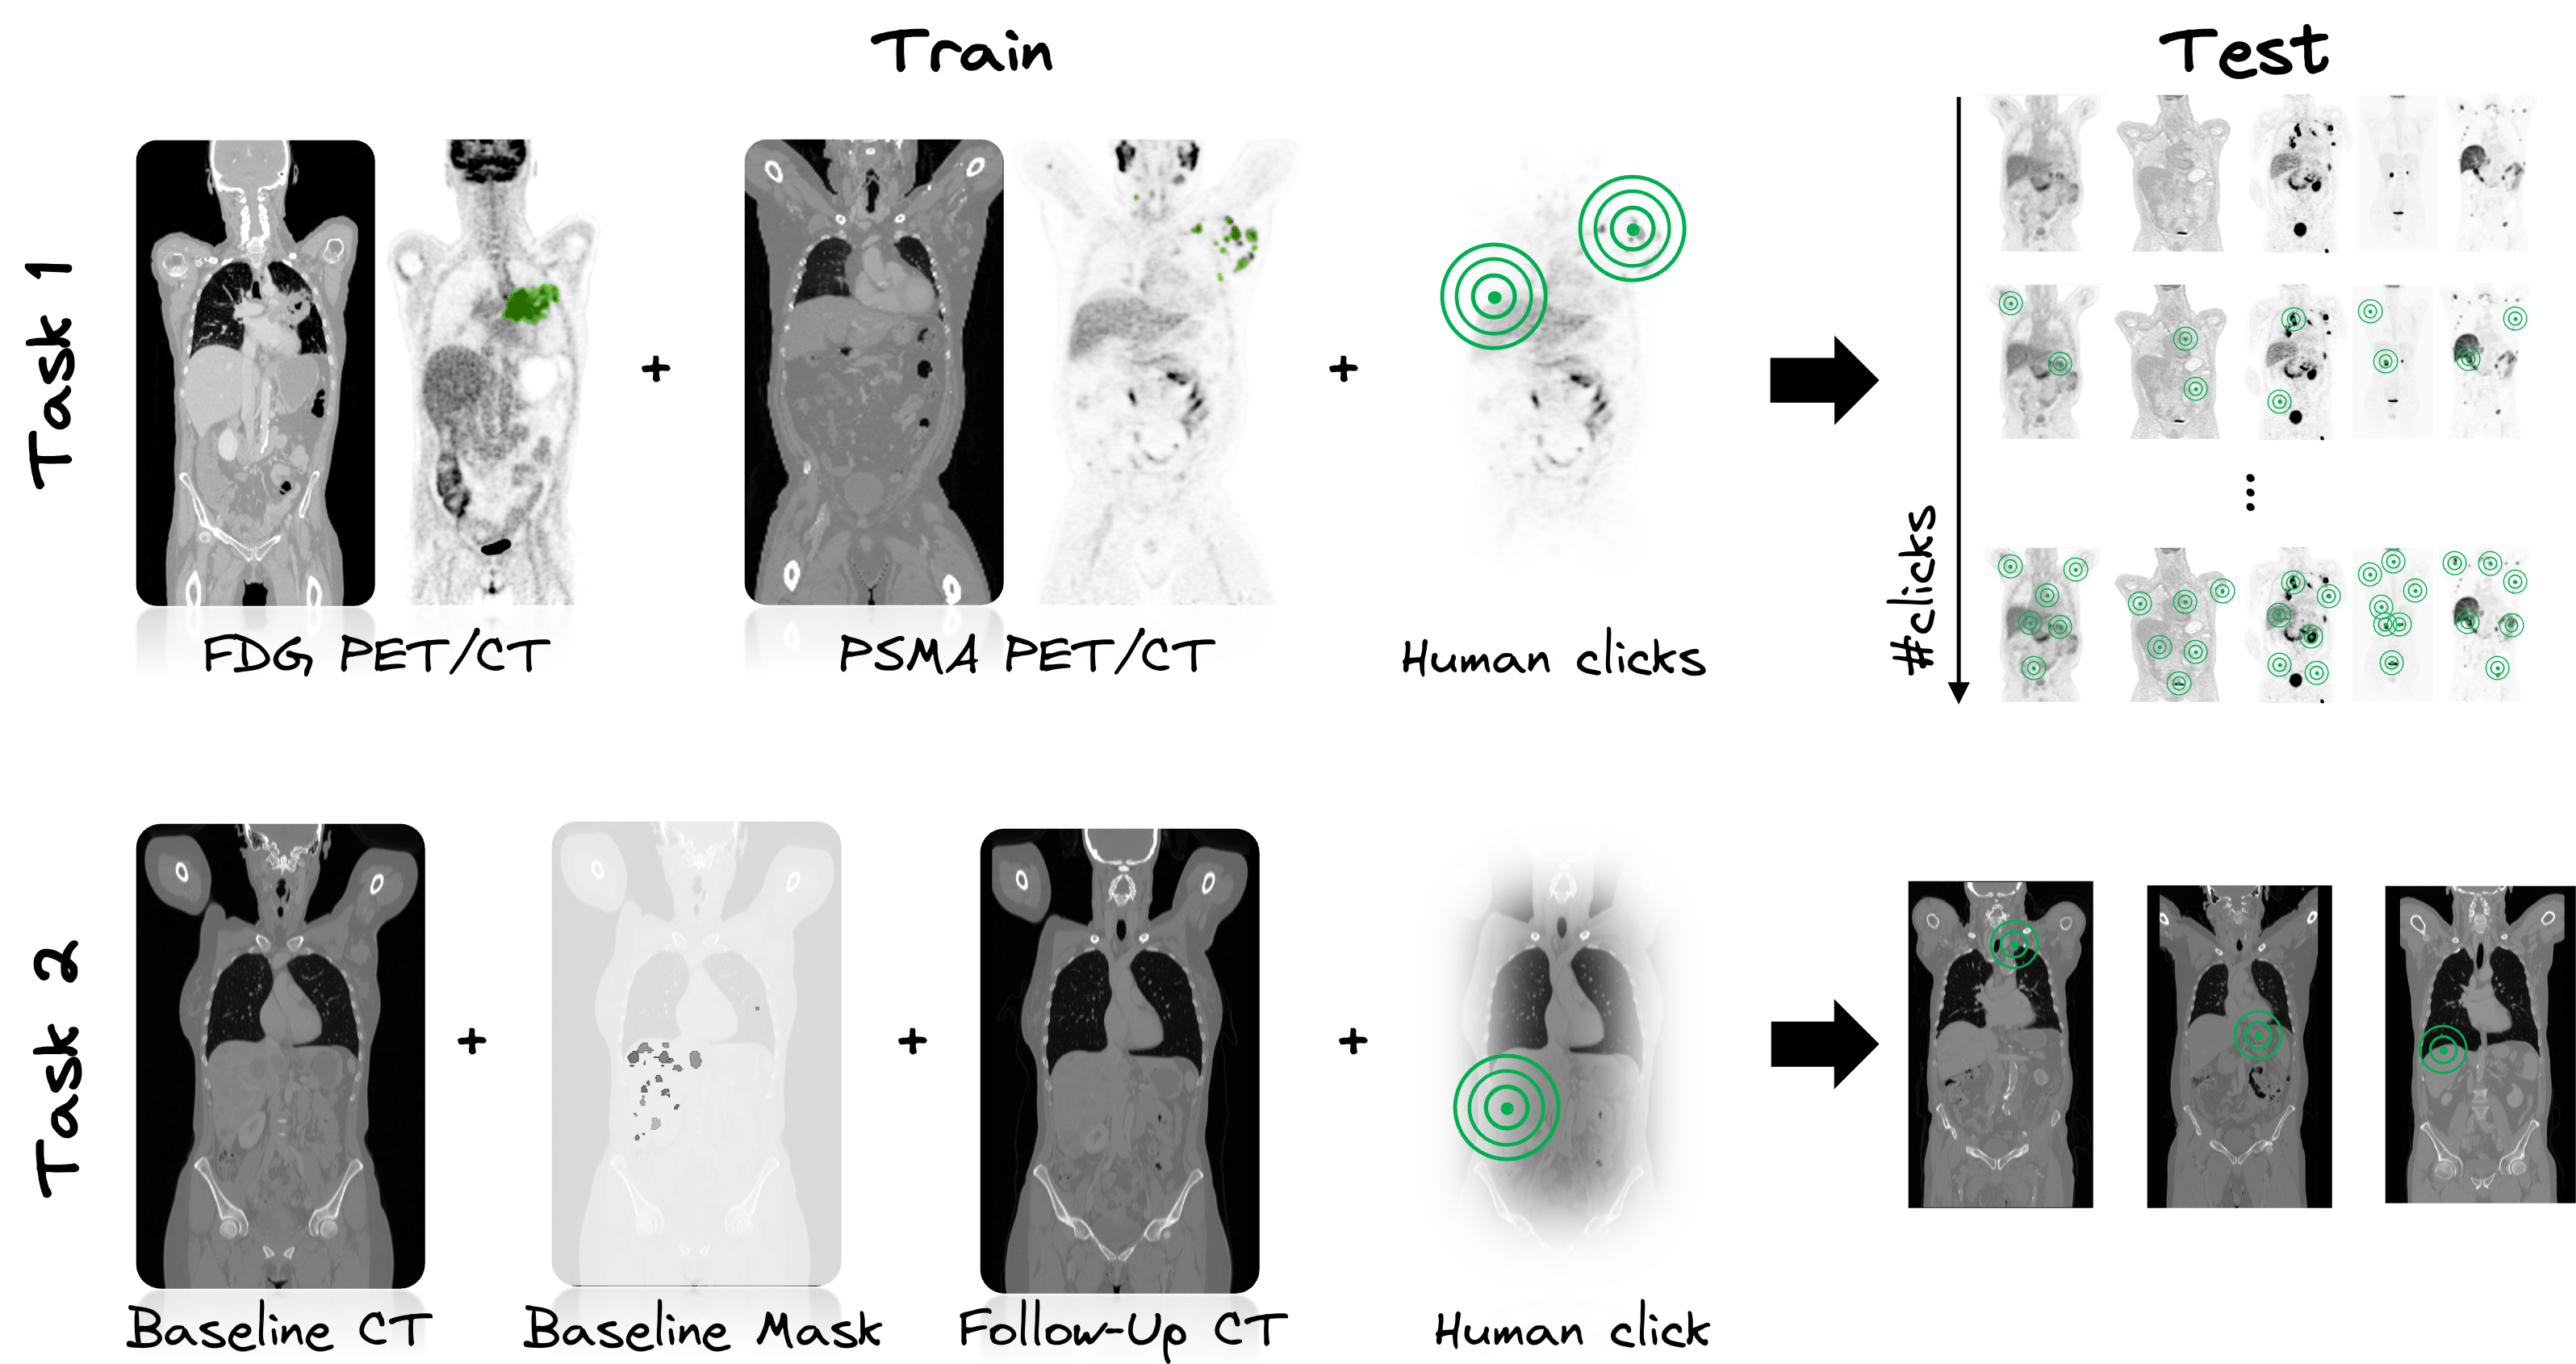 Train
Test
Task 1
+
+
#clicks
...
FDG PET/CT
PSMA PET/CT
Human clicks
Task 2
+
+
+
Baseline CT
Baseline Mask
Follow-Up CT
Human click